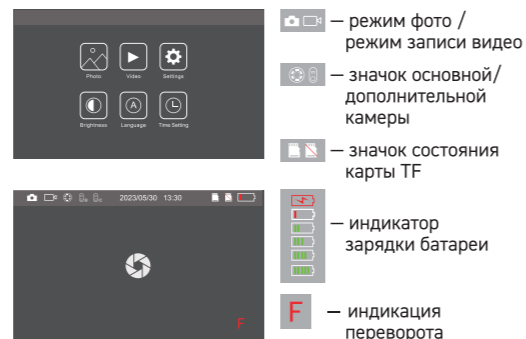 Photo Video Settings
Brightness Language Time Setting
2023/05/30 13:30
F
— режим фото /
режим записи видео
— значок основной/
дополнительной
камеры
— значок состояния
карты TF
— индикатор
зарядки батареи
F — индикация
переворота